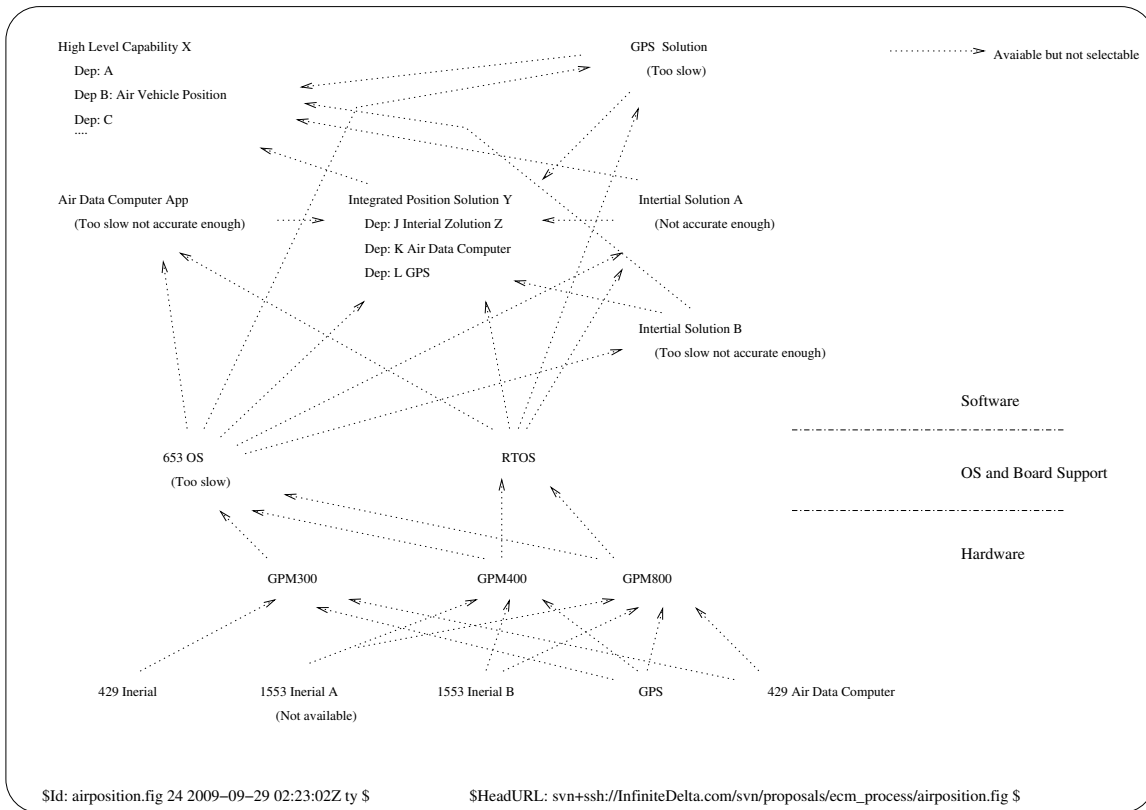 High Level Capability X
Dep: A
Dep B: Air Vehicle Position
Dep: C
....
GPS Solution
(Too slow)
Avaiable but not selectable
Air Data Computer App
(Too slow not accurate enough)
Integrated Position Solution Y
Dep: J Interial Zolution Z
Dep: K Air Data Computer
Dep: L GPS
Intertial Solution A
(Not accurate enough)
Intertial Solution B
(Too slow not accurate enough)
Software
653 OS
(Too slow)
RTOS
OS and Board Support
Hardware
GPM300
GPM400
GPM800
429 Inerial
1553 Inerial A
(Not available)
1553 Inerial B
GPS
429 Air Data Computer
$Id: airposition.fig 24 2009−09−29 02:23:02Z ty $
$HeadURL: svn+ssh://InfiniteDelta.com/svn/proposals/ecm_process/airposition.fig $